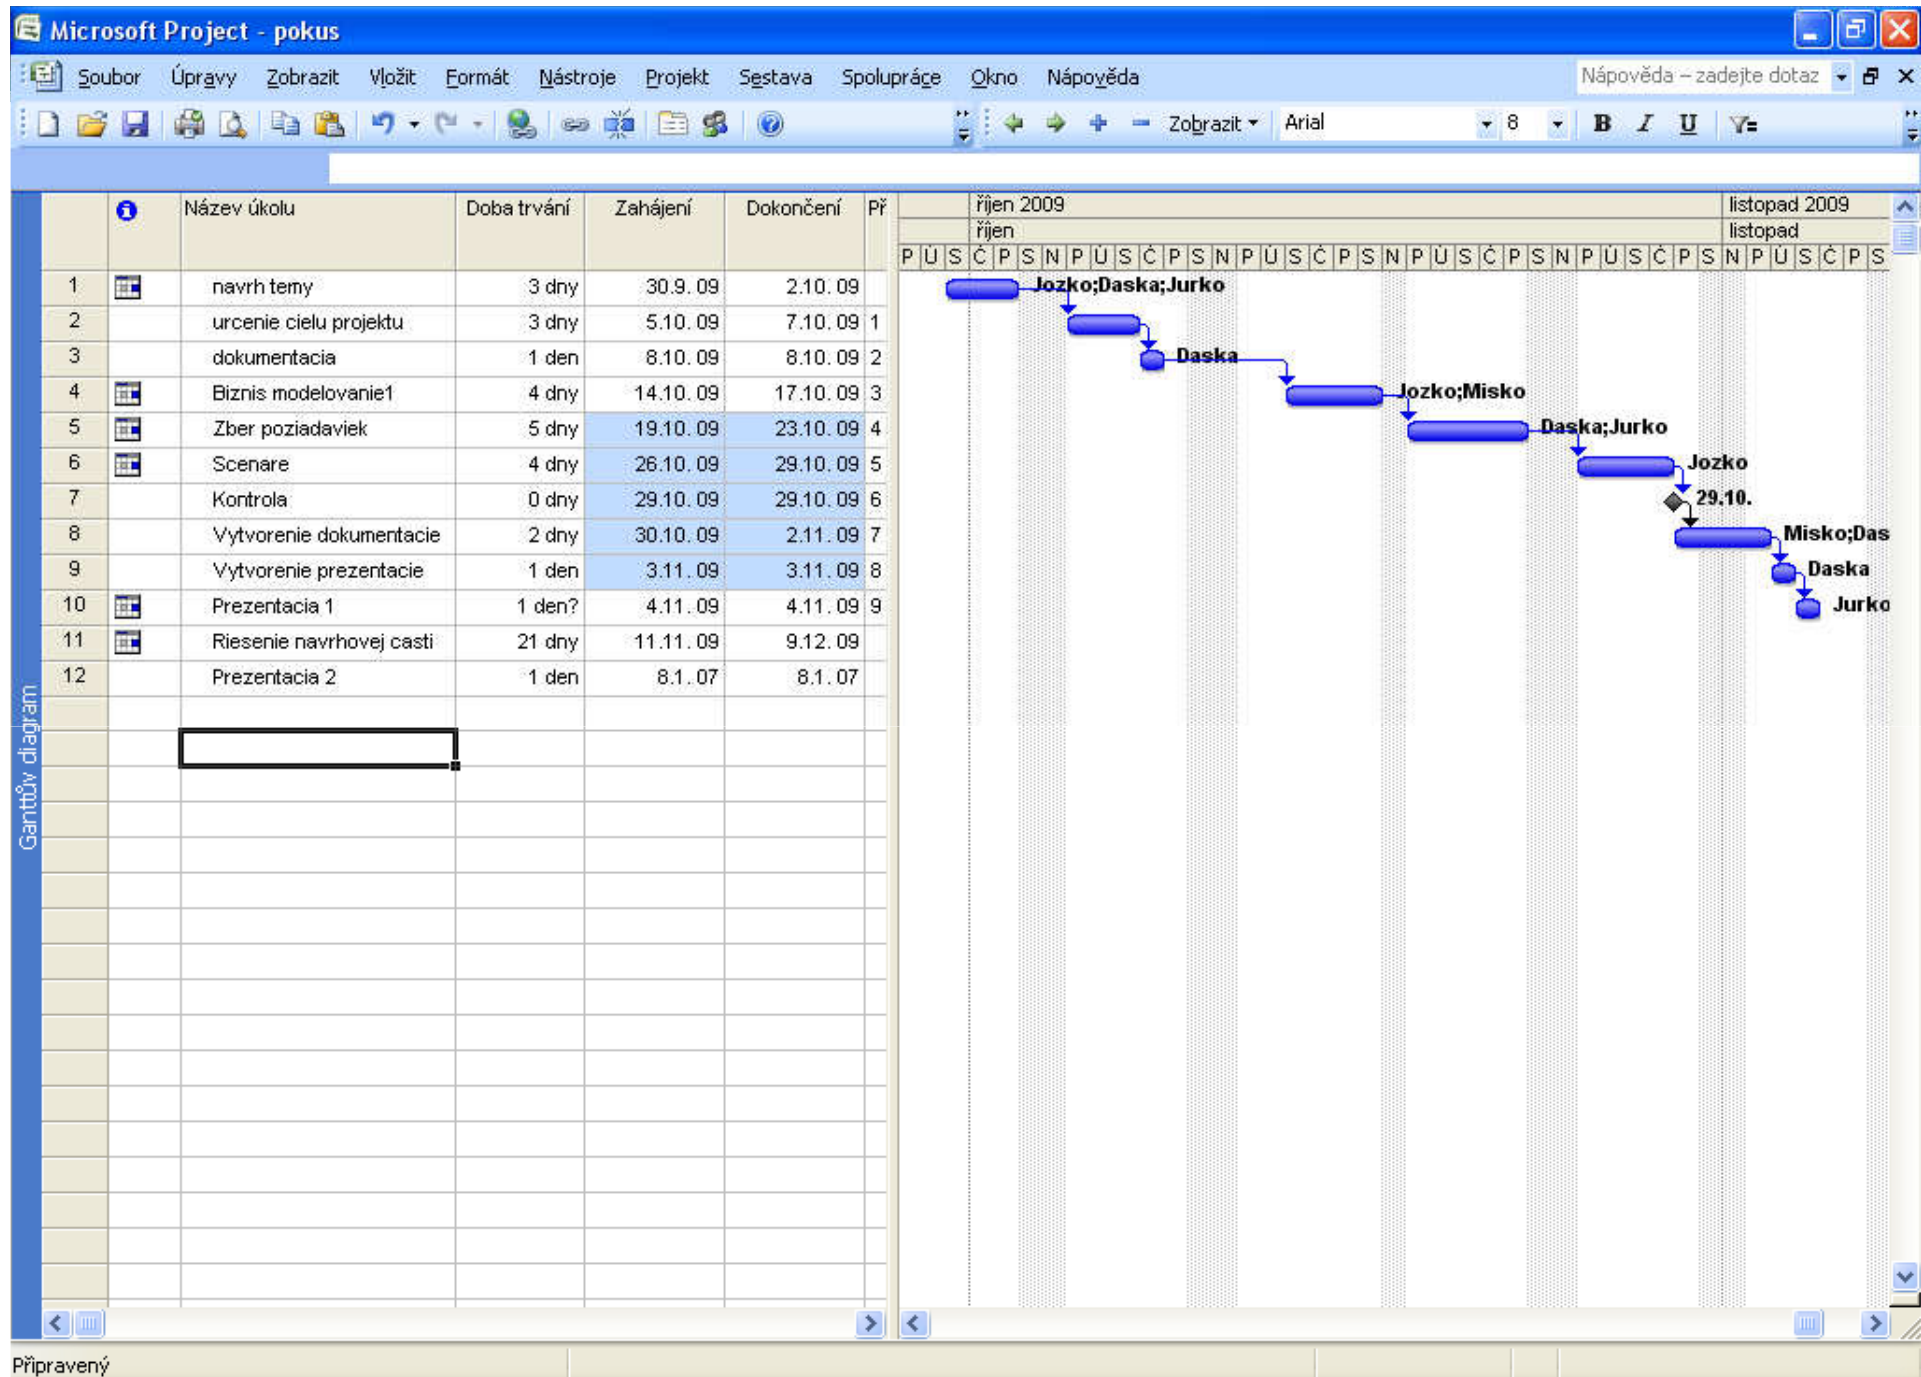 Microsoft Project - pokus
Soubor Úpravy Zobrazit Vložit Formát Nástroje Projekt Sestava Spolupráce Okno Nápověda Nápověda – zadejte dotaz
Zobrazit Arial 8 B I U
Název úkolu Doba trvání Zahájení Dokončení Př
říjen 2009 listopad 2009
říjen listopad
P Ú S Č P S N P Ú S Č P S N P Ú S Č P S N P Ú S Č P S N P Ú S Č P S N P Ú S Č P S
1 navrh temy 3 dny 30.9. 09 2.10. 09 Jozko;Daska;Jurko
2 urcenie cielu projektu 3 dny 5.10. 09 7.10. 09 1
3 dokumentacia 1 den 8.10. 09 8.10. 09 2 Daska
4 Biznis modelovanie1 4 dny 14.10. 09 17.10. 09 3 Jozko;Misko
5 Zber poziadaviek 5 dny 19.10. 09 23.10. 09 4 Daska;Jurko
6 Scenare 4 dny 26.10. 09 29.10. 09 5 Jozko
7 Kontrola 0 dny 29.10. 09 29.10. 09 6 29.10.
8 Vytvorenie dokumentacie 2 dny 30.10. 09 2.11. 09 7 Misko;Das
9 Vytvorenie prezentacie 1 den 3.11. 09 3.11. 09 8 Daska
10 Prezentacia 1 1 den? 4.11. 09 4.11. 09 9 Jurko
11 Riesenie navrhovej casti 21 dny 11.11. 09 9.12. 09
12 Prezentacia 2 1 den 8.1. 07 8.1. 07
Ganttův diagram
Připravený